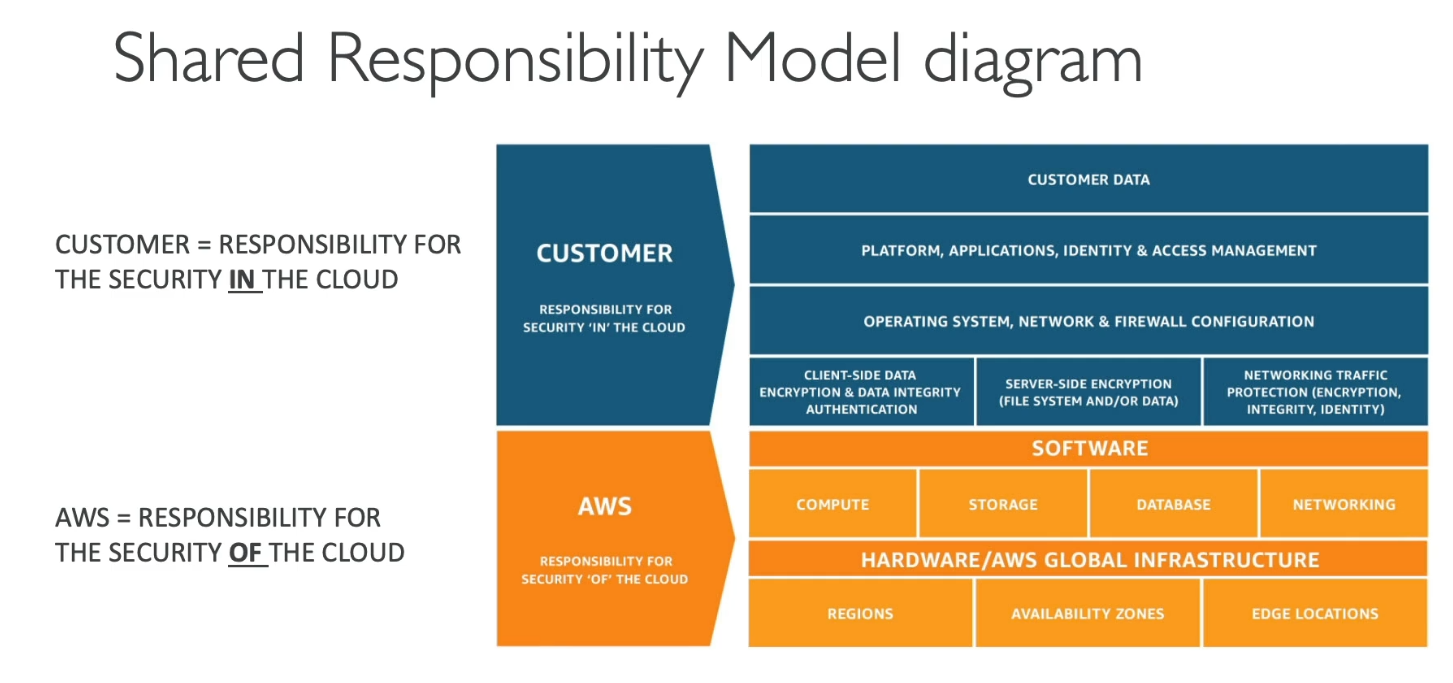 Shared Responsibility Model diagram
CUSTOMER = RESPONSIBILITY FOR
THE SECURITY IN THE CLOUD
CUSTOMER
RESPONSIBILITY FOR
SECURITY ‘IN’ THE CLOUD
CUSTOMER DATA
PLATFORM, APPLICATIONS, IDENTITY & ACCESS MANAGEMENT
OPERATING SYSTEM, NETWORK & FIREWALL CONFIGURATION
CLIENT-SIDE DATA
ENCRYPTION & DATA INTEGRITY
AUTHENTICATION
SERVER-SIDE ENCRYPTION
(FILE SYSTEM AND/OR DATA)
NETWORKING TRAFFIC
PROTECTION (ENCRYPTION,
INTEGRITY, IDENTITY)
AWS = RESPONSIBILITY FOR
THE SECURITY OF THE CLOUD
AWS
RESPONSIBILITY FOR
SECURITY ‘OF’ THE CLOUD
SOFTWARE
COMPUTE
STORAGE
DATABASE
NETWORKING
HARDWARE/AWS GLOBAL INFRASTRUCTURE
REGIONS
AVAILABILITY ZONES
EDGE LOCATIONS